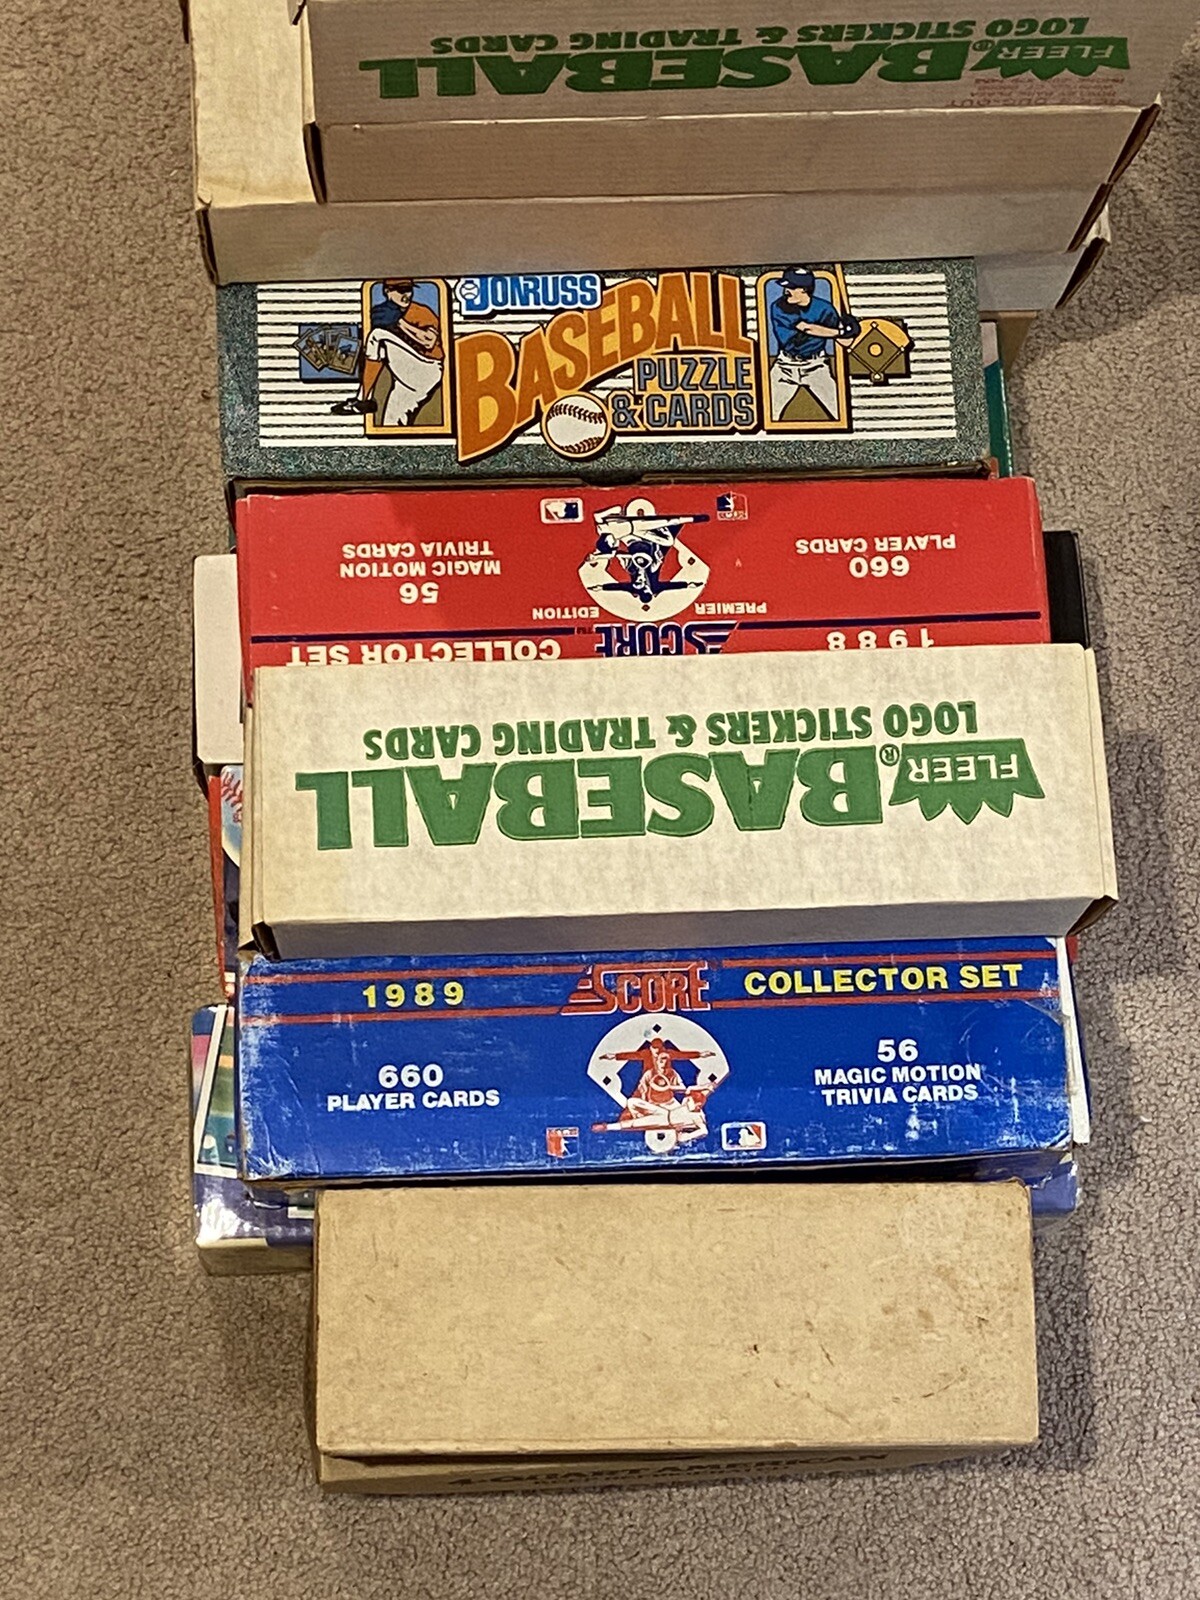 FLEER® BASEBALL
LOGO STICKERS & TRADING CARDS
DONRUSS
BASEBALL
PUZZLE
& CARDS
1988 SCORE™ COLLECTOR SET
PREMIER EDITION
660
PLAYER CARDS
56
MAGIC MOTION
TRIVIA CARDS
FLEER BASEBALL®
LOGO STICKERS & TRADING CARDS
1989 SCORE COLLECTOR SET
660
PLAYER CARDS
56
MAGIC MOTION
TRIVIA CARDS
AMERICAN